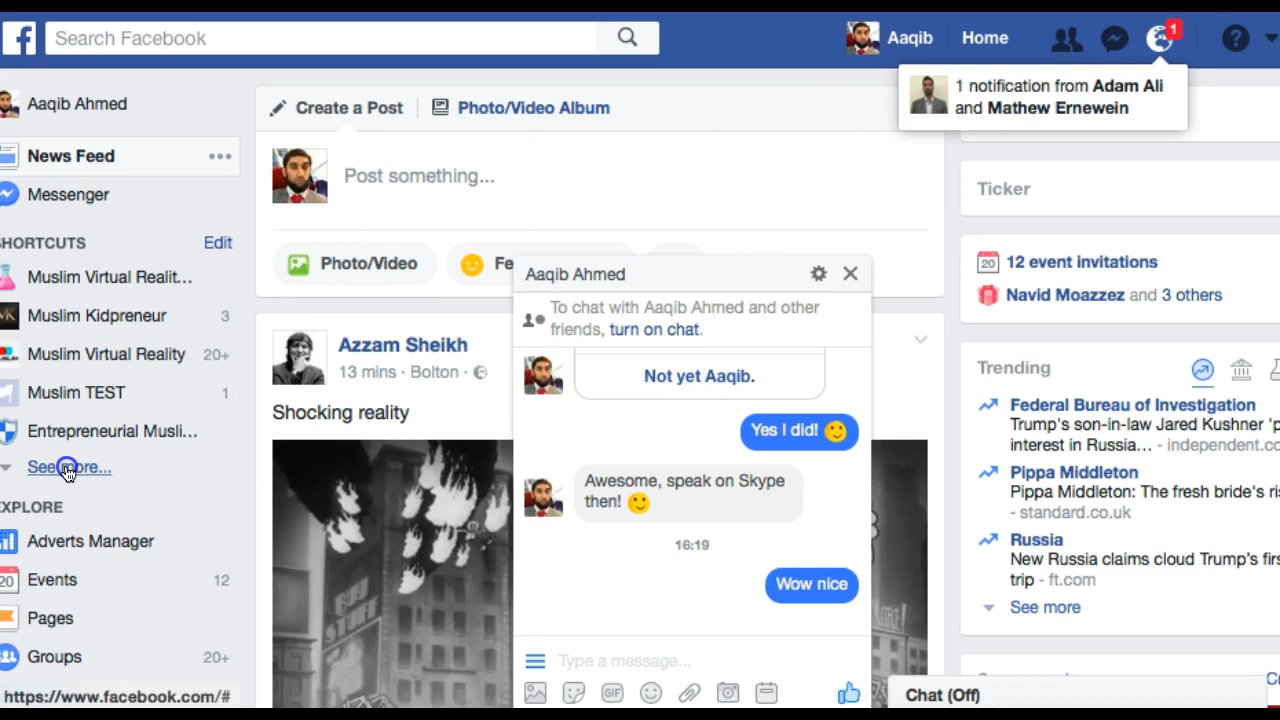 Search Facebook
Aaqib
Home
1
1 notification from Adam Ali
and Mathew Ernewein
Aaqib Ahmed
News Feed
Messenger
SHORTCUTS
Edit
Muslim Virtual Realit...
Muslim Kidpreneur 3
Muslim Virtual Reality 20+
Muslim TEST 1
Entrepreneurial Musli...
See more...
EXPLORE
Adverts Manager
20 Events 12
Pages
Groups 20+
https://www.facebook.com/#
Create a Post
Photo/Video Album
Post something...
Photo/Video
Fe
Azzam Sheikh
13 mins · Bolton ·
Shocking reality
Aaqib Ahmed
To chat with Aaqib Ahmed and other
friends, turn on chat.
Not yet Aaqib.
Yes I did!
Awesome, speak on Skype
then!
16:19
Wow nice
Type a message...
GIF
Ticker
20 12 event invitations
Navid Moazzez and 3 others
Trending
Federal Bureau of Investigation
Trump's son-in-law Jared Kushner 'p
interest in Russia... - independent.co
Pippa Middleton
Pippa Middleton: The fresh bride's ri
- standard.co.uk
Russia
New Russia claims cloud Trump's firs
trip - ft.com
See more
Chat (Off)